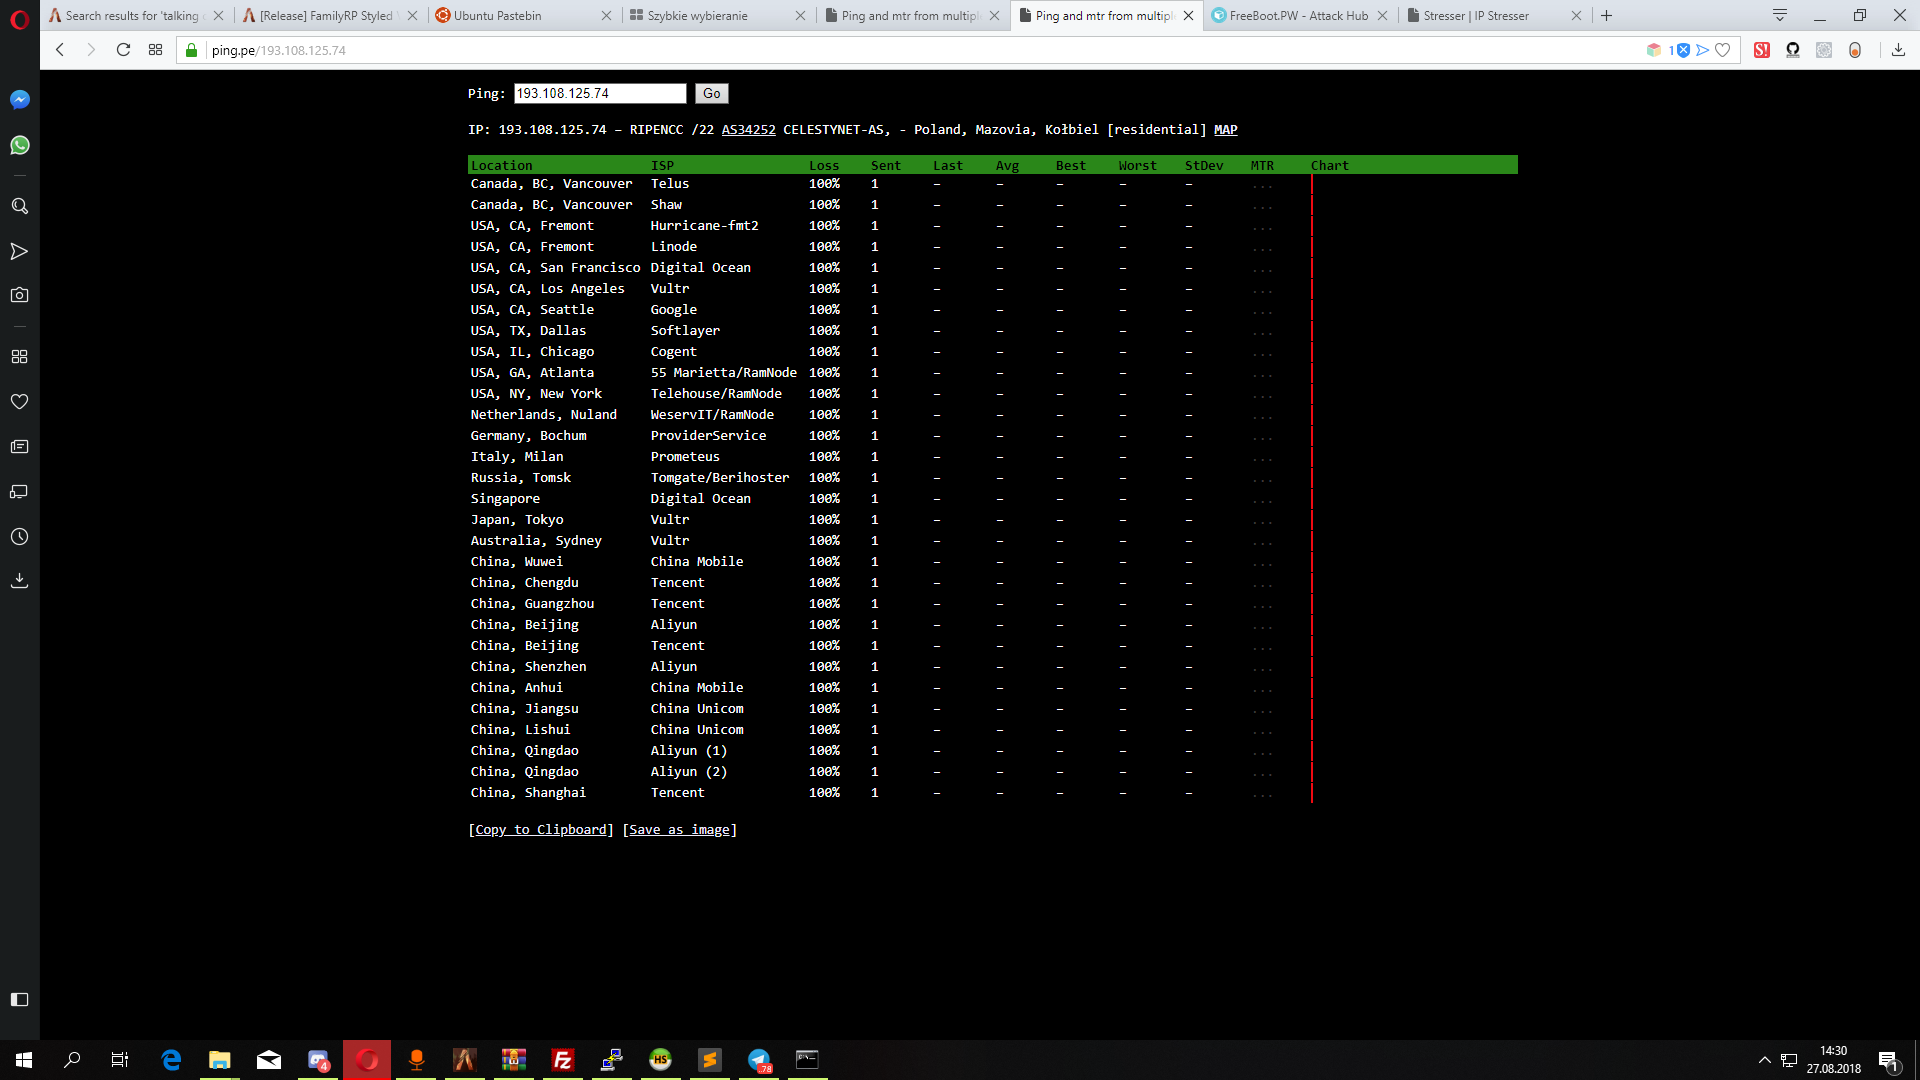 Search results for 'talking
[Release] FamilyRP Styled
Ubuntu Pastebin
Szybkie wybieranie
Ping and mtr from multipl
Ping and mtr from multipl
FreeBoot.PW - Attack Hub
Stresser | IP Stresser
ping.pe/193.108.125.74
1
S!
Ping: 193.108.125.74 Go
IP: 193.108.125.74 – RIPENCC /22 AS34252 CELESTYNET-AS, - Poland, Mazovia, Kołbiel [residential] MAP
Location ISP Loss Sent Last Avg Best Worst StDev MTR Chart
Canada, BC, Vancouver Telus 100% 1 – – – – – ...
Canada, BC, Vancouver Shaw 100% 1 – – – – – ...
USA, CA, Fremont Hurricane-fmt2 100% 1 – – – – – ...
USA, CA, Fremont Linode 100% 1 – – – – – ...
USA, CA, San Francisco Digital Ocean 100% 1 – – – – – ...
USA, CA, Los Angeles Vultr 100% 1 – – – – – ...
USA, CA, Seattle Google 100% 1 – – – – – ...
USA, TX, Dallas Softlayer 100% 1 – – – – – ...
USA, IL, Chicago Cogent 100% 1 – – – – – ...
USA, GA, Atlanta 55 Marietta/RamNode 100% 1 – – – – – ...
USA, NY, New York Telehouse/RamNode 100% 1 – – – – – ...
Netherlands, Nuland WeservIT/RamNode 100% 1 – – – – – ...
Germany, Bochum ProviderService 100% 1 – – – – – ...
Italy, Milan Prometeus 100% 1 – – – – – ...
Russia, Tomsk Tomgate/Berihoster 100% 1 – – – – – ...
Singapore Digital Ocean 100% 1 – – – – – ...
Japan, Tokyo Vultr 100% 1 – – – – – ...
Australia, Sydney Vultr 100% 1 – – – – – ...
China, Wuwei China Mobile 100% 1 – – – – – ...
China, Chengdu Tencent 100% 1 – – – – – ...
China, Guangzhou Tencent 100% 1 – – – – – ...
China, Beijing Aliyun 100% 1 – – – – – ...
China, Beijing Tencent 100% 1 – – – – – ...
China, Shenzhen Aliyun 100% 1 – – – – – ...
China, Anhui China Mobile 100% 1 – – – – – ...
China, Jiangsu China Unicom 100% 1 – – – – – ...
China, Lishui China Unicom 100% 1 – – – – – ...
China, Qingdao Aliyun (1) 100% 1 – – – – – ...
China, Qingdao Aliyun (2) 100% 1 – – – – – ...
China, Shanghai Tencent 100% 1 – – – – – ...
[Copy to Clipboard] [Save as image]
4
Fz
HS
.78
14:30
27.08.2018
1